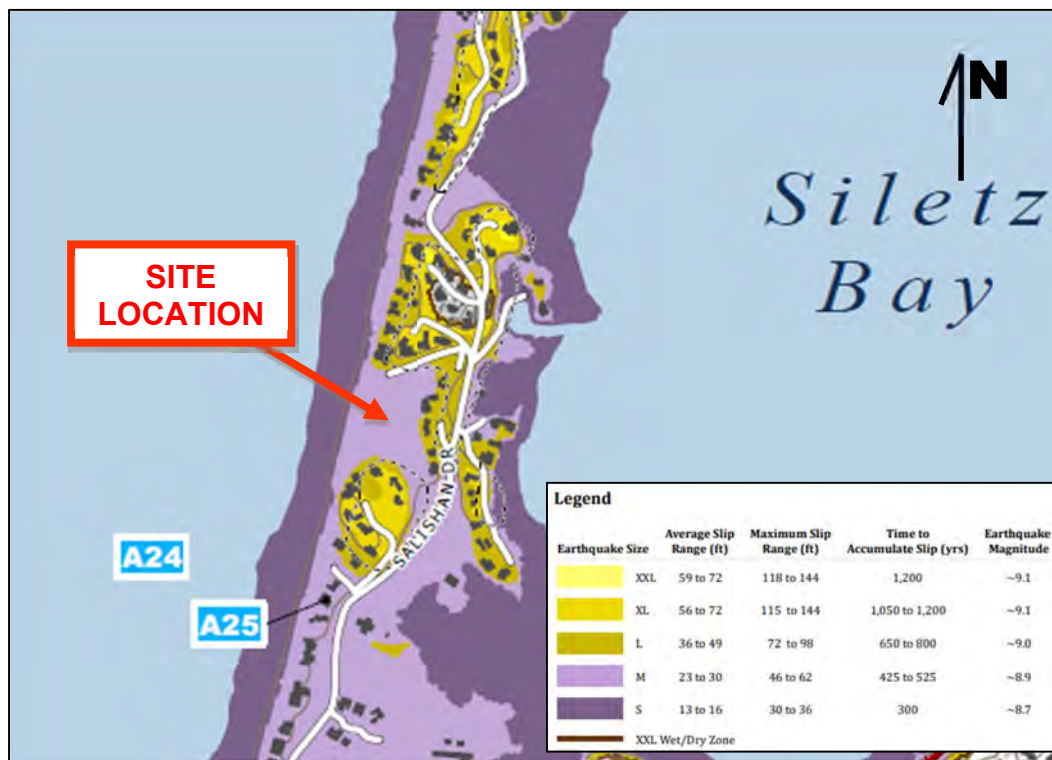 N
Siletz
Bay
SITE
LOCATION
SALISHAN DR
A24
A25
Legend
Earthquake Size Average Slip Range (ft) Maximum Slip Range (ft) Time to Accumulate Slip (yrs) Earthquake Magnitude
XXL 59 to 72 118 to 144 1,200 ~9.1
XL 56 to 72 115 to 144 1,050 to 1,200 ~9.1
L 36 to 49 72 to 98 650 to 800 ~9.0
M 23 to 30 46 to 62 425 to 525 ~8.9
S 13 to 16 30 to 36 300 ~8.7
XXL Wet/Dry Zone